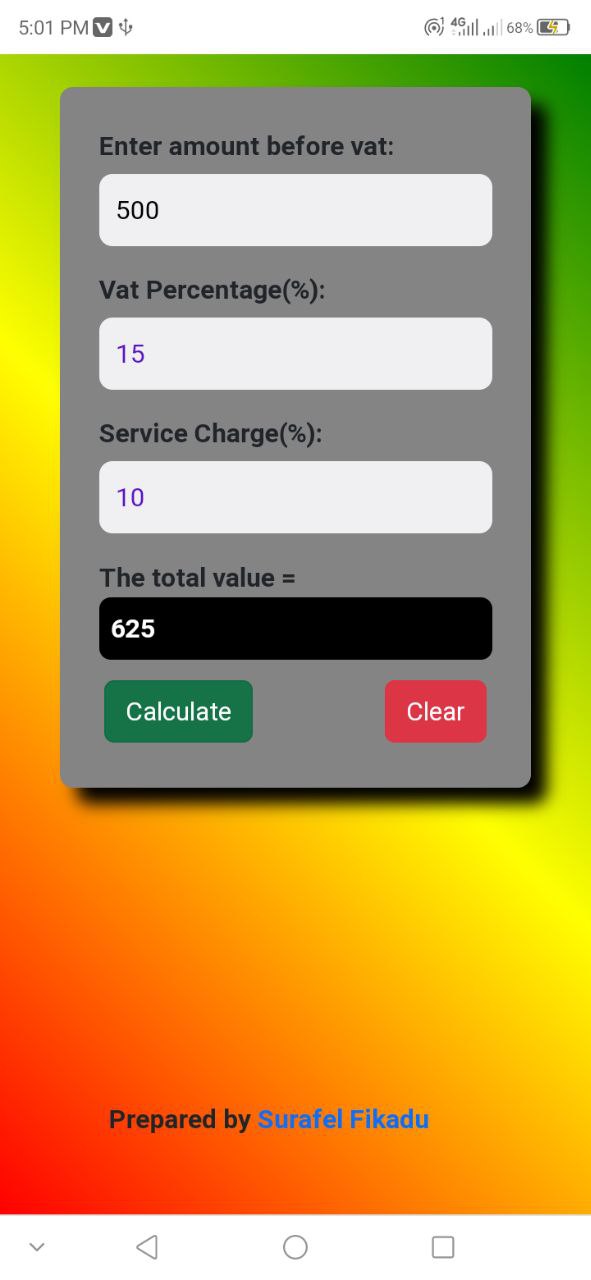 5:01 PM
4G 68%
Enter amount before vat:
500
Vat Percentage(%):
15
Service Charge(%):
10
The total value =
625
Calculate Clear
Prepared by Surafel Fikadu